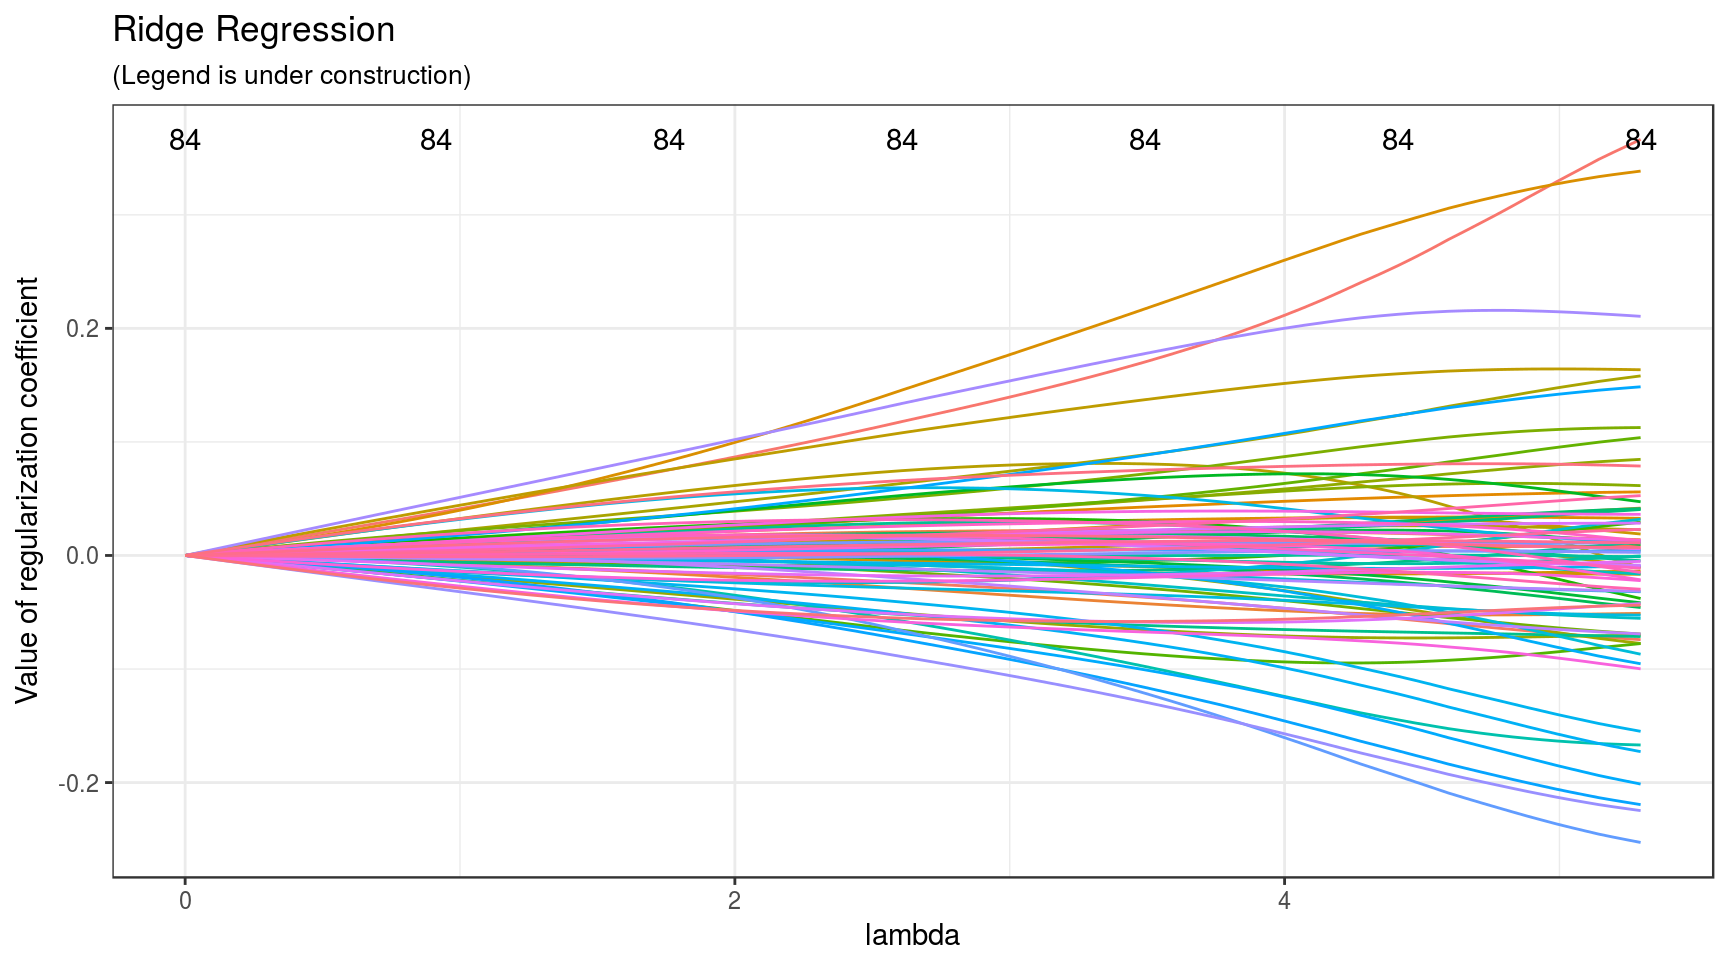 Ridge Regression
(Legend is under construction)
84 84 84 84 84 84 84
Value of regularization coefficient
0.2
0.0
-0.2
0 2 4
lambda